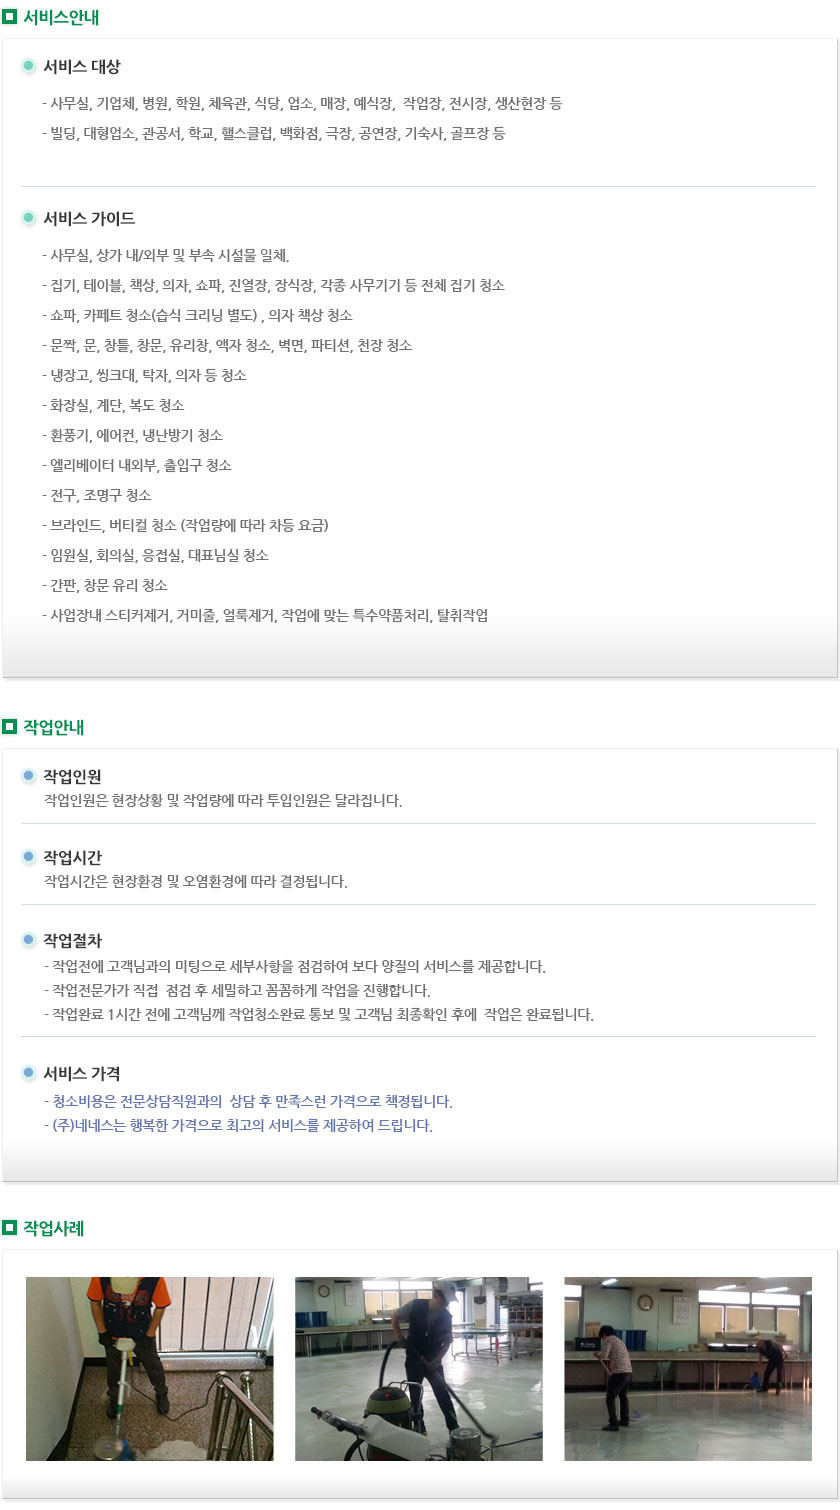 서비스안내
서비스 대상
- 사무실, 기업체, 병원, 학원, 체육관, 식당, 업소, 매장, 예식장, 작업장, 전시장, 생산현장 등
- 빌딩, 대형업소, 관공서, 학교, 헬스클럽, 백화점, 극장, 공연장, 기숙사, 골프장 등
서비스 가이드
- 사무실, 상가 내/외부 및 부속 시설물 일체.
- 집기, 테이블, 책상, 의자, 쇼파, 진열장, 장식장, 각종 사무기기 등 전체 집기 청소
- 쇼파, 카페트 청소(습식 크리닝 별도) , 의자 책상 청소
- 문짝, 문, 창틀, 창문, 유리창, 액자 청소, 벽면, 파티션, 천장 청소
- 냉장고, 씽크대, 탁자, 의자 등 청소
- 화장실, 계단, 복도 청소
- 환풍기, 에어컨, 냉난방기 청소
- 엘리베이터 내외부, 출입구 청소
- 전구, 조명구 청소
- 브라인드, 버티컬 청소 (작업량에 따라 차등 요금)
- 임원실, 회의실, 응접실, 대표님실 청소
- 간판, 창문 유리 청소
- 사업장내 스티커제거, 거미줄, 얼룩제거, 작업에 맞는 특수약품처리, 탈취작업
작업안내
작업인원
작업인원은 현장상황 및 작업량에 따라 투입인원은 달라집니다.
작업시간
작업시간은 현장환경 및 오염환경에 따라 결정됩니다.
작업절차
- 작업전에 고객님과의 미팅으로 세부사항을 점검하여 보다 양질의 서비스를 제공합니다.
- 작업전문가가 직접 점검 후 세밀하고 꼼꼼하게 작업을 진행합니다.
- 작업완료 1시간 전에 고객님께 작업청소완료 통보 및 고객님 최종확인 후에 작업은 완료됩니다.
서비스 가격
- 청소비용은 전문상담직원과의 상담 후 만족스런 가격으로 책정됩니다.
- (주)네네스는 행복한 가격으로 최고의 서비스를 제공하여 드립니다.
작업사례